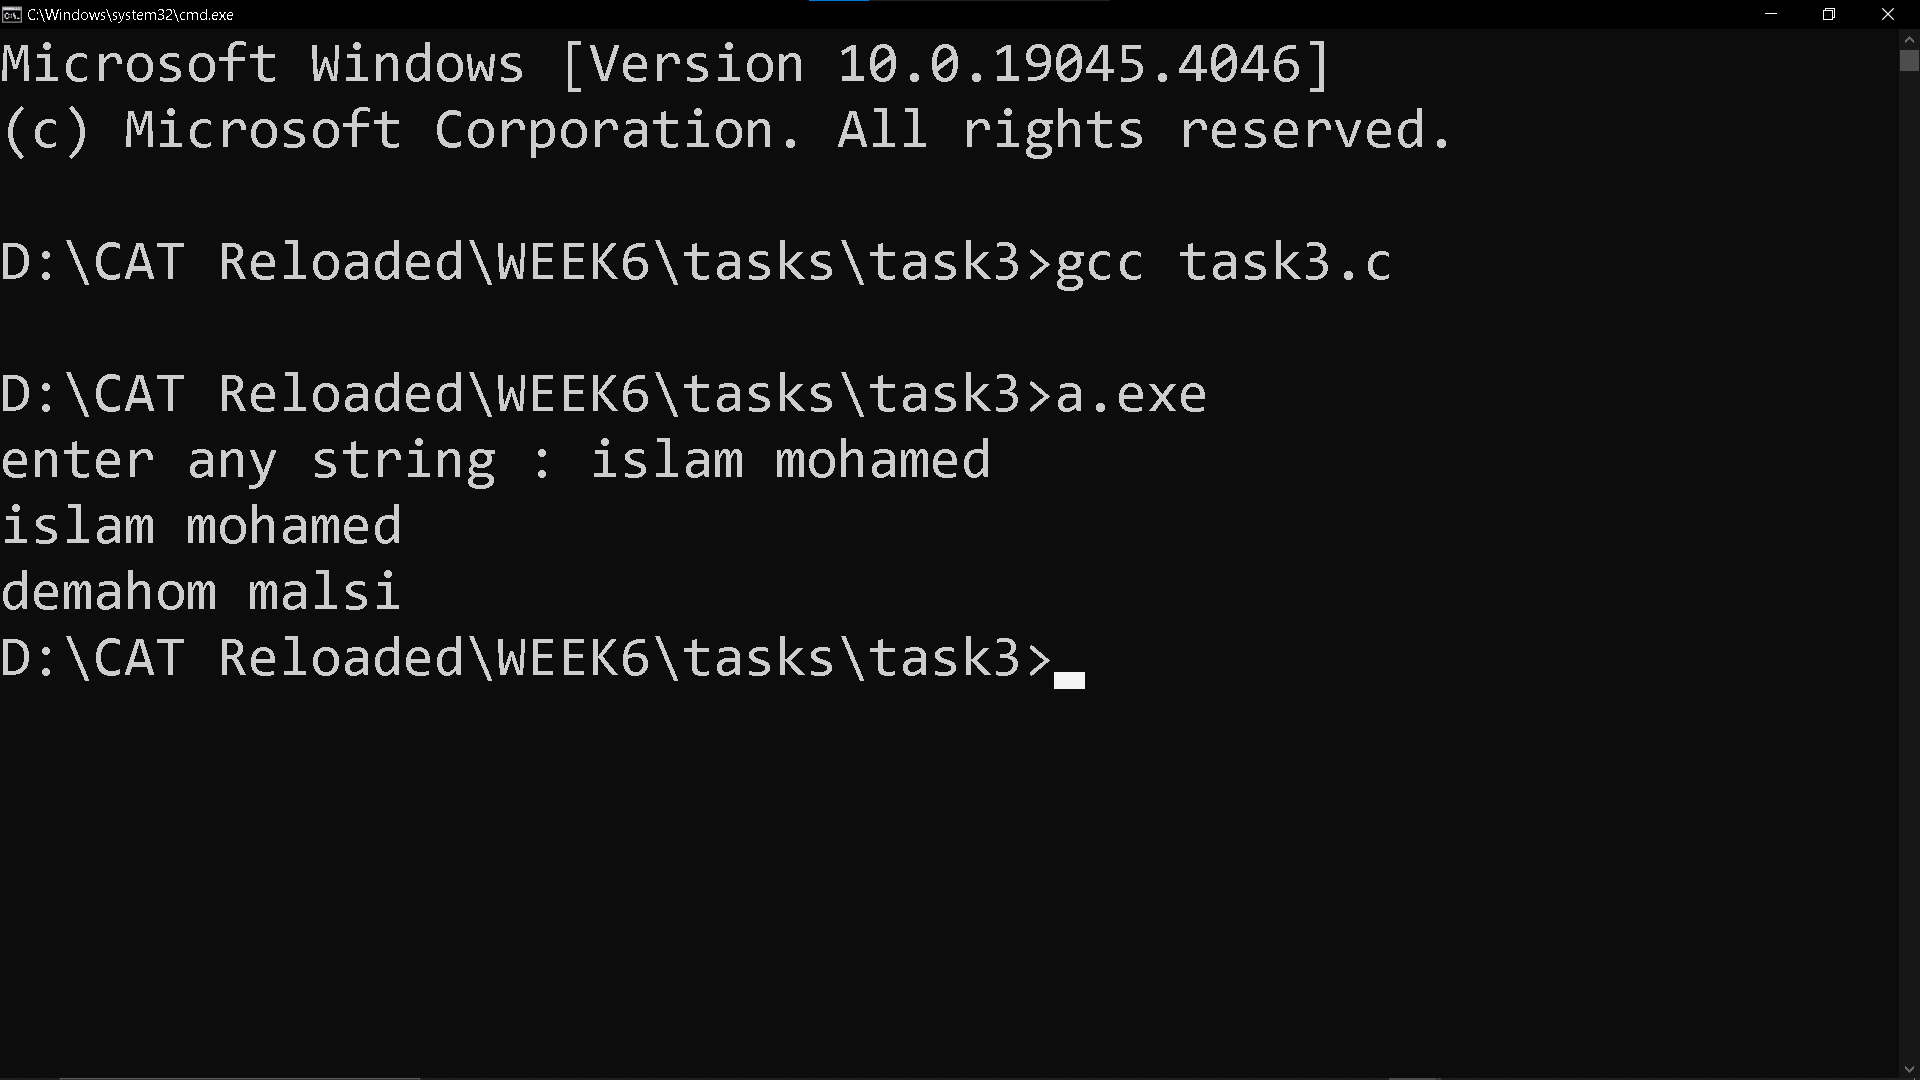 C:\Windows\system32\cmd.exe
Microsoft Windows [Version 10.0.19045.4046]
(c) Microsoft Corporation. All rights reserved.
D:\CAT Reloaded\WEEK6\tasks\task3>gcc task3.c
D:\CAT Reloaded\WEEK6\tasks\task3>a.exe
enter any string : islam mohamed
islam mohamed
demahom malsi
D:\CAT Reloaded\WEEK6\tasks\task3>